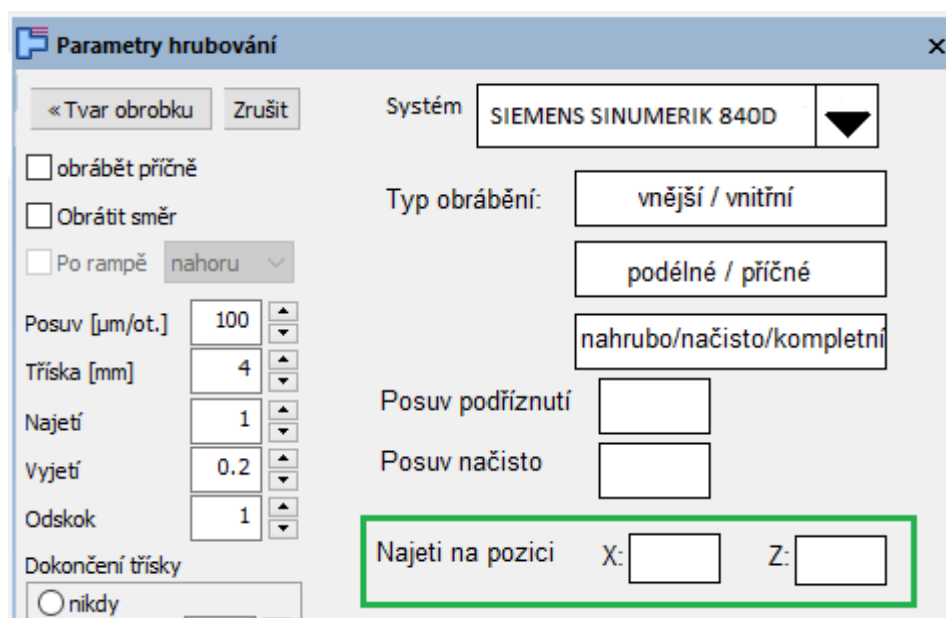 Parametry hrubování
« Tvar obrobku Zrušit
obrábět příčně
Obrátit směr
Po rampě nahoru
Posuv [µm/ot.] 100
Tříska [mm] 4
Najetí 1
Vyjetí 0.2
Odskok 1
Dokončení třísky
nikdy
Systém SIEMENS SINUMERIK 840D
Typ obrábění: vnější / vnitřní
podélné / příčné
nahrubo/načisto/kompletní
Posuv podříznutí
Posuv načisto
Najeti na pozici X: Z: